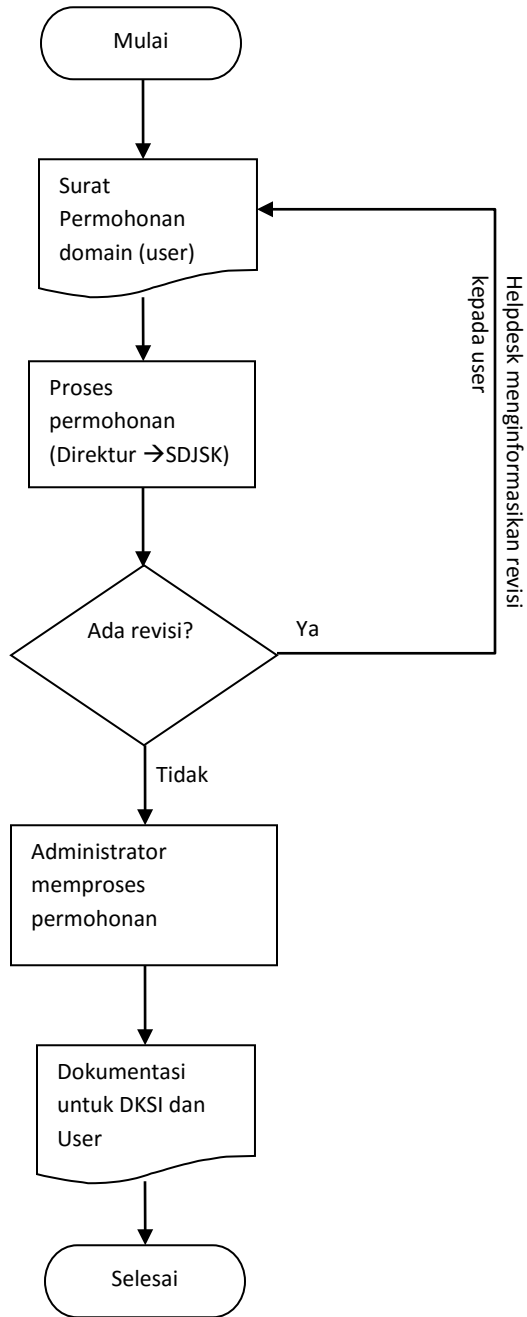 Mulai
Surat
Permohonan
domain (user)
Proses
permohonan
(Direktur →SDJSK)
Ada revisi?
Ya
Helpdesk menginformasikan revisi
kepada user
Tidak
Administrator
memproses
permohonan
Dokumentasi
untuk DKSI dan
User
Selesai